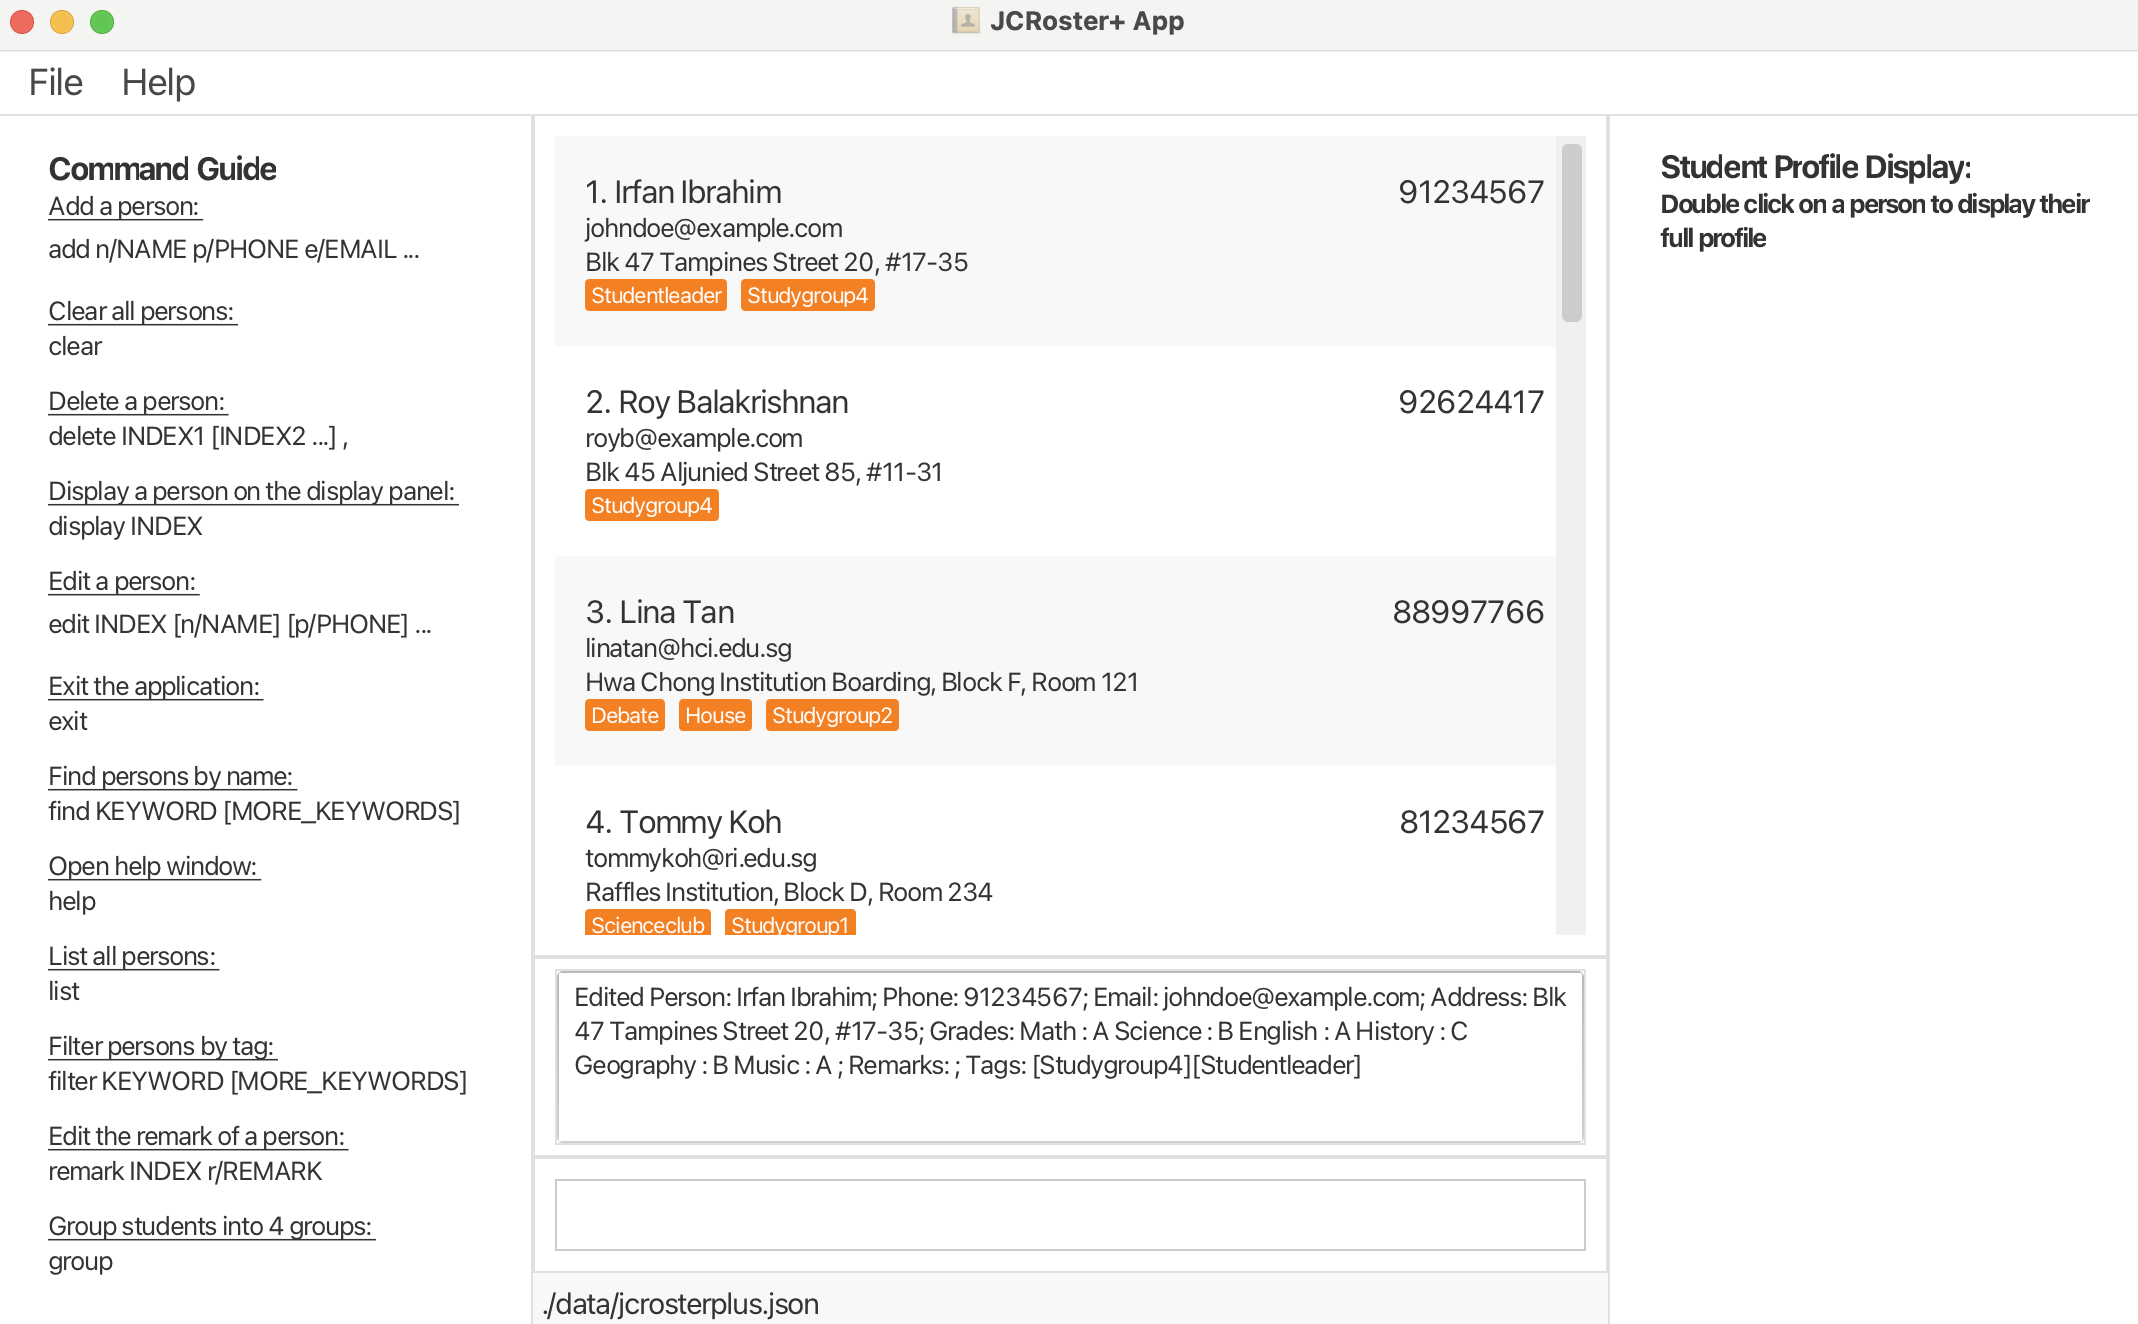 JCRoster+ App
File Help
Command Guide
Add a person:
add n/NAME p/PHONE e/EMAIL ...
Clear all persons:
clear
Delete a person:
delete INDEX1 [INDEX2 ...] ,
Display a person on the display panel:
display INDEX
Edit a person:
edit INDEX [n/NAME] [p/PHONE] ...
Exit the application:
exit
Find persons by name:
find KEYWORD [MORE_KEYWORDS]
Open help window:
help
List all persons:
list
Filter persons by tag:
filter KEYWORD [MORE_KEYWORDS]
Edit the remark of a person:
remark INDEX r/REMARK
Group students into 4 groups:
group
1. Irfan Ibrahim 91234567
johndoe@example.com
Blk 47 Tampines Street 20, #17-35
Studentleader Studygroup4
2. Roy Balakrishnan 92624417
royb@example.com
Blk 45 Aljunied Street 85, #11-31
Studygroup4
3. Lina Tan 88997766
linatan@hci.edu.sg
Hwa Chong Institution Boarding, Block F, Room 121
Debate House Studygroup2
4. Tommy Koh 81234567
tommykoh@ri.edu.sg
Raffles Institution, Block D, Room 234
Scienceclub Studygroup1
Edited Person: Irfan Ibrahim; Phone: 91234567; Email: johndoe@example.com; Address: Blk
47 Tampines Street 20, #17-35; Grades: Math : A Science : B English : A History : C
Geography : B Music : A ; Remarks: ; Tags: [Studygroup4][Studentleader]
./data/jcrosterplus.json
Student Profile Display:
Double click on a person to display their
full profile